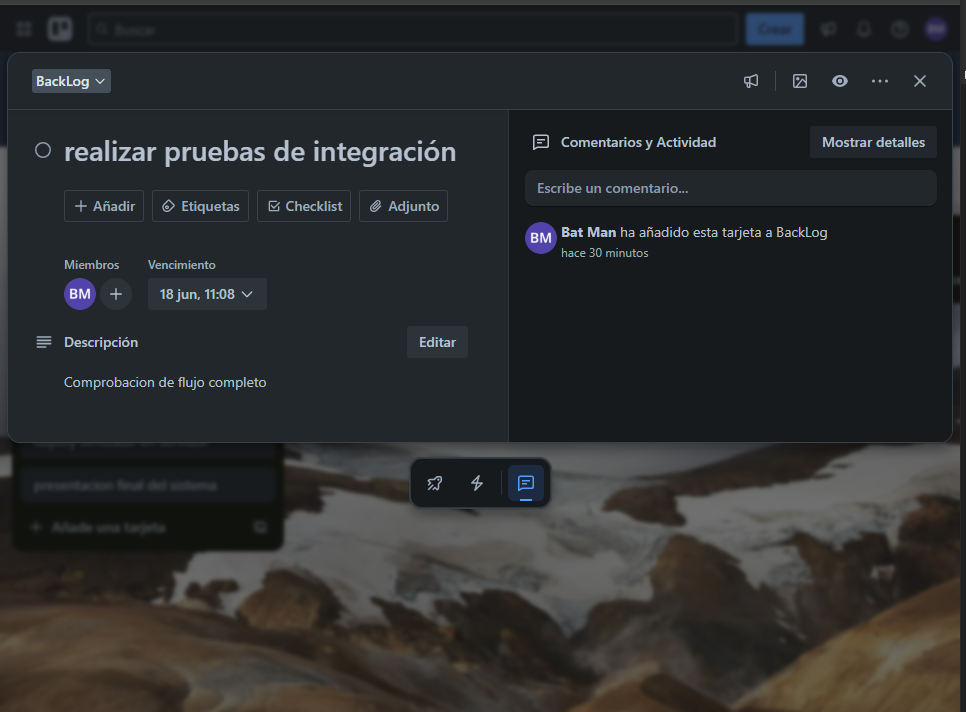 Buscar
Crear
BM
BackLog
realizar pruebas de integración
Añadir
Etiquetas
Checklist
Adjunto
Miembros
Vencimiento
BM
18 jun, 11:08
Descripción
Editar
Comprobacion de flujo completo
Comentarios y Actividad
Mostrar detalles
Escribe un comentario...
BM
Bat Man ha añadido esta tarjeta a BackLog
hace 30 minutos
presentacion final del sistema
Añade una tarjeta